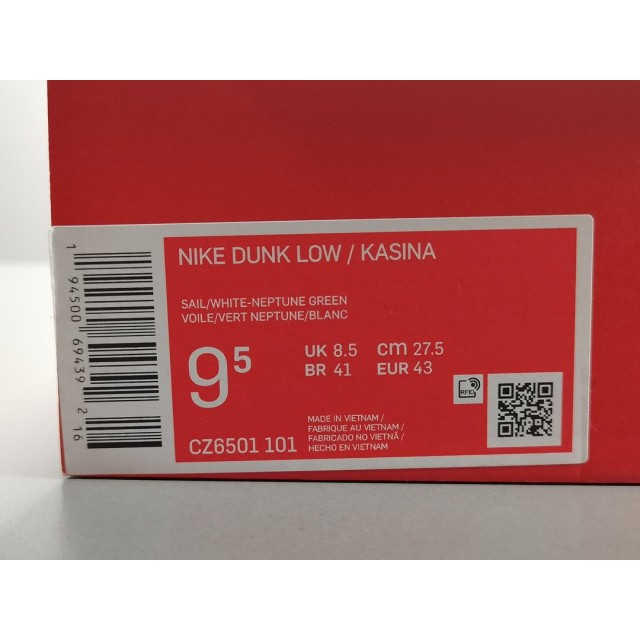 NIKE DUNK LOW / KASINA
SAIL/WHITE-NEPTUNE GREEN
VOILE/VERT NEPTUNE/BLANC
9 5
UK 8.5 cm 27.5
BR 41 EUR 43
RFID
MADE IN VIETNAM /
FABRIQUE AU VIETNAM /
FABRICADO NO VIETNÃ /
HECHO EN VIETNAM
CZ6501 101
1 94500 69439 2 16